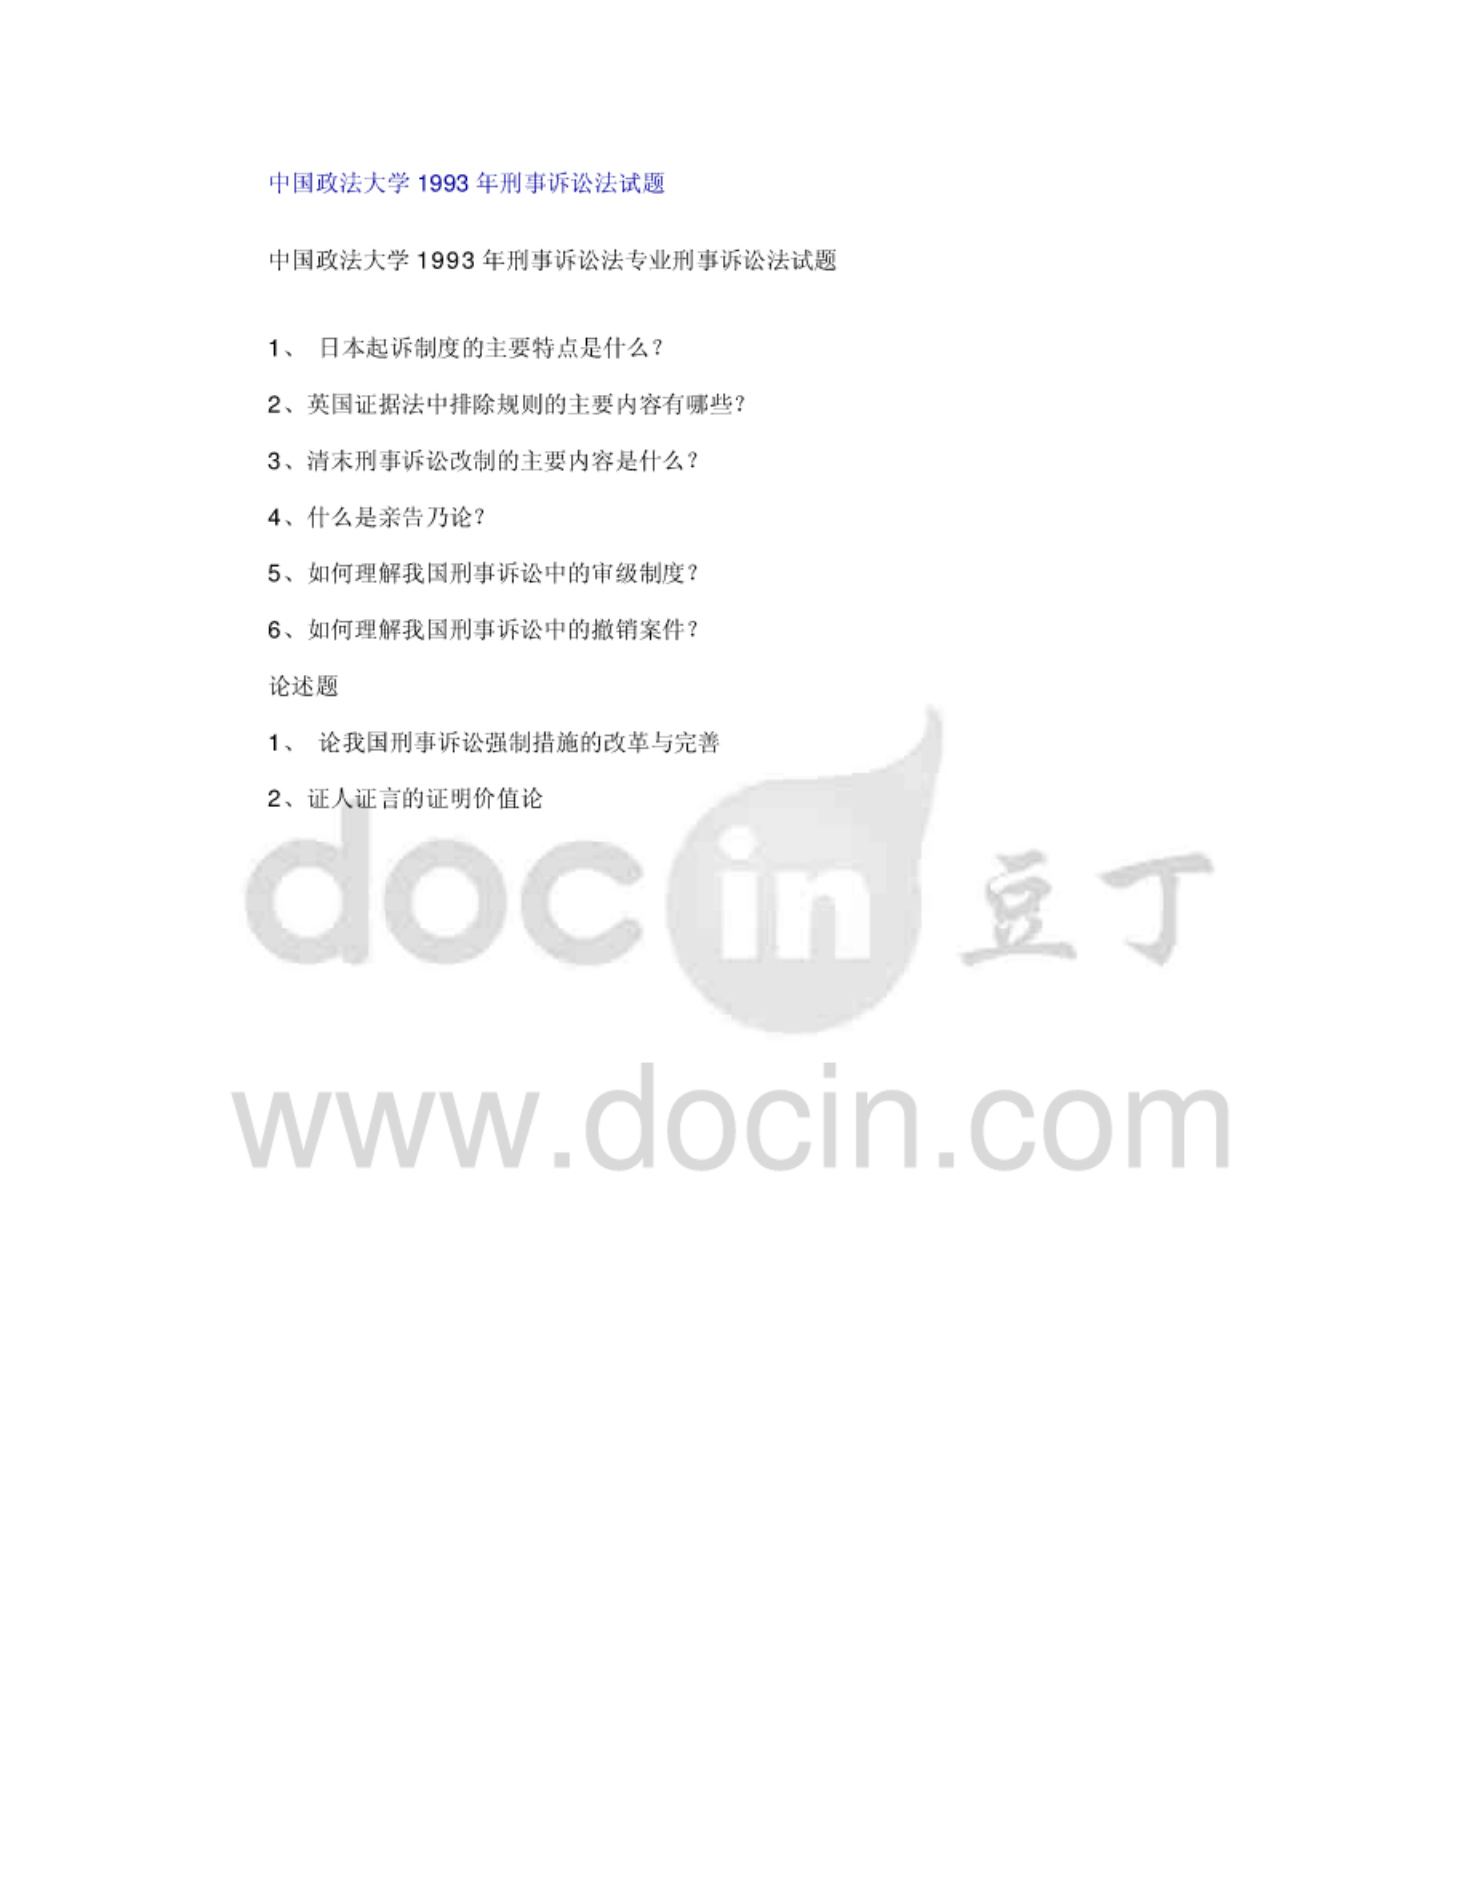 中国政法大学 1993 年刑事诉讼法试题
中国政法大学 1993 年刑事诉讼法专业刑事诉讼法试题
1、 日本起诉制度的主要特点是什么？
2、英国证据法中排除规则的主要内容有哪些？
3、清末刑事诉讼改制的主要内容是什么？
4、什么是亲告乃论？
5、如何理解我国刑事诉讼中的审级制度？
6、如何理解我国刑事诉讼中的撤销案件？
论述题
1、 论我国刑事诉讼强制措施的改革与完善
2、证人证言的证明价值论
docin 豆丁
www.docin.com